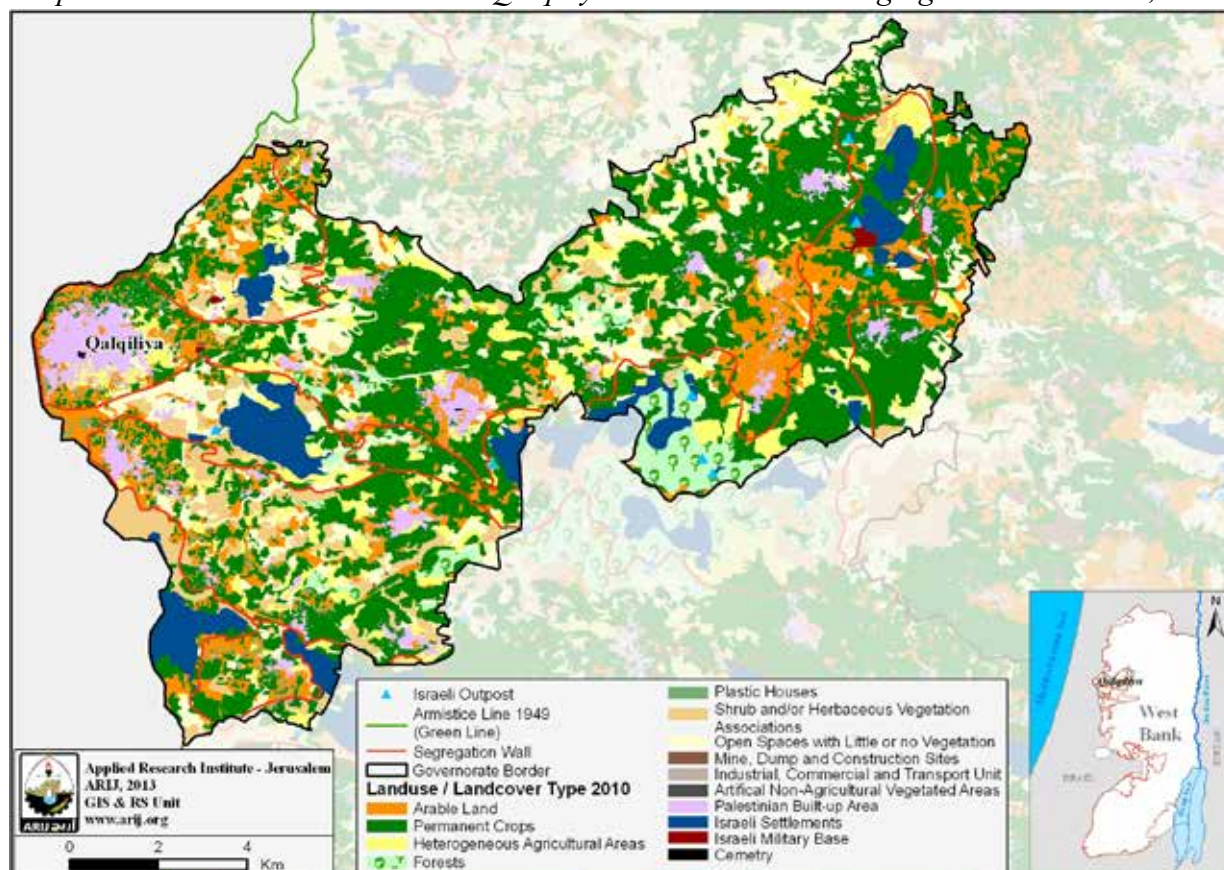 Qalqiliya
Israeli Outpost
Armistice Line 1949
(Green Line)
Segregation Wall
Governorate Border
Landuse / Landcover Type 2010
Arable Land
Permanent Crops
Heterogeneous Agricultural Areas
Forests
Plastic Houses
Shrub and/or Herbaceous Vegetation
Associations
Open Spaces with Little or no Vegetation
Mine, Dump and Construction Sites
Industrial, Commercial and Transport Unit
Artifical Non-Agricultural Vegetated Areas
Palestinian Built-up Area
Israeli Settlements
Israeli Military Base
Cemetry
Applied Research Institute - Jerusalem
ARIJ, 2013
GIS & RS Unit
www.arij.org
ARIJ
0 2 4
Km
N
Qalqiliya
West
Bank